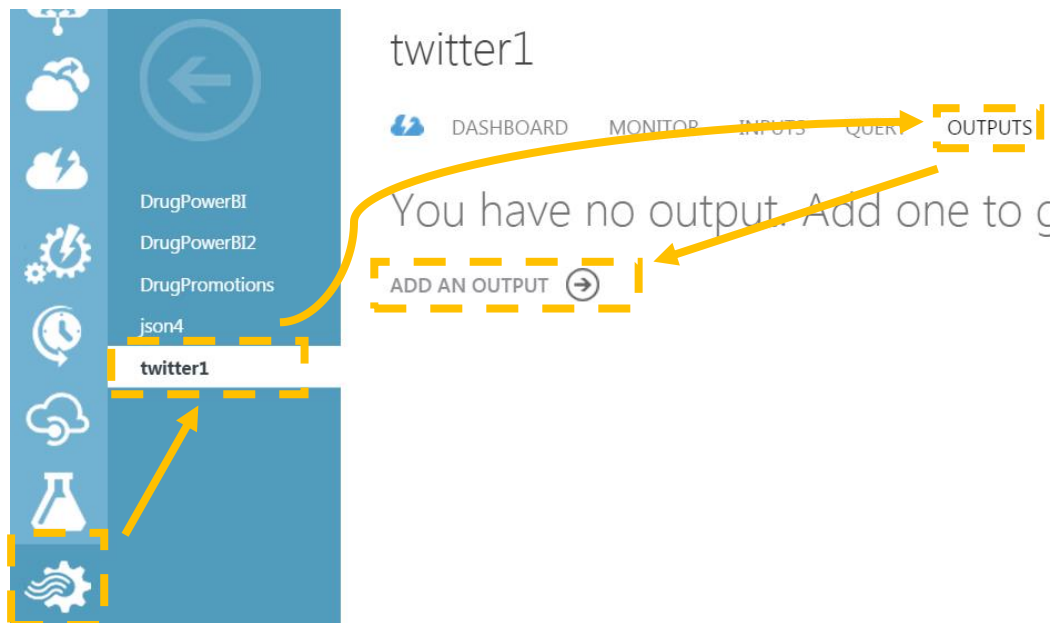 twitter1
DASHBOARD MONITOR INPUTS QUERY OUTPUTS
You have no output. Add one to g
ADD AN OUTPUT
DrugPowerBI
DrugPowerBI2
DrugPromotions
json4
twitter1